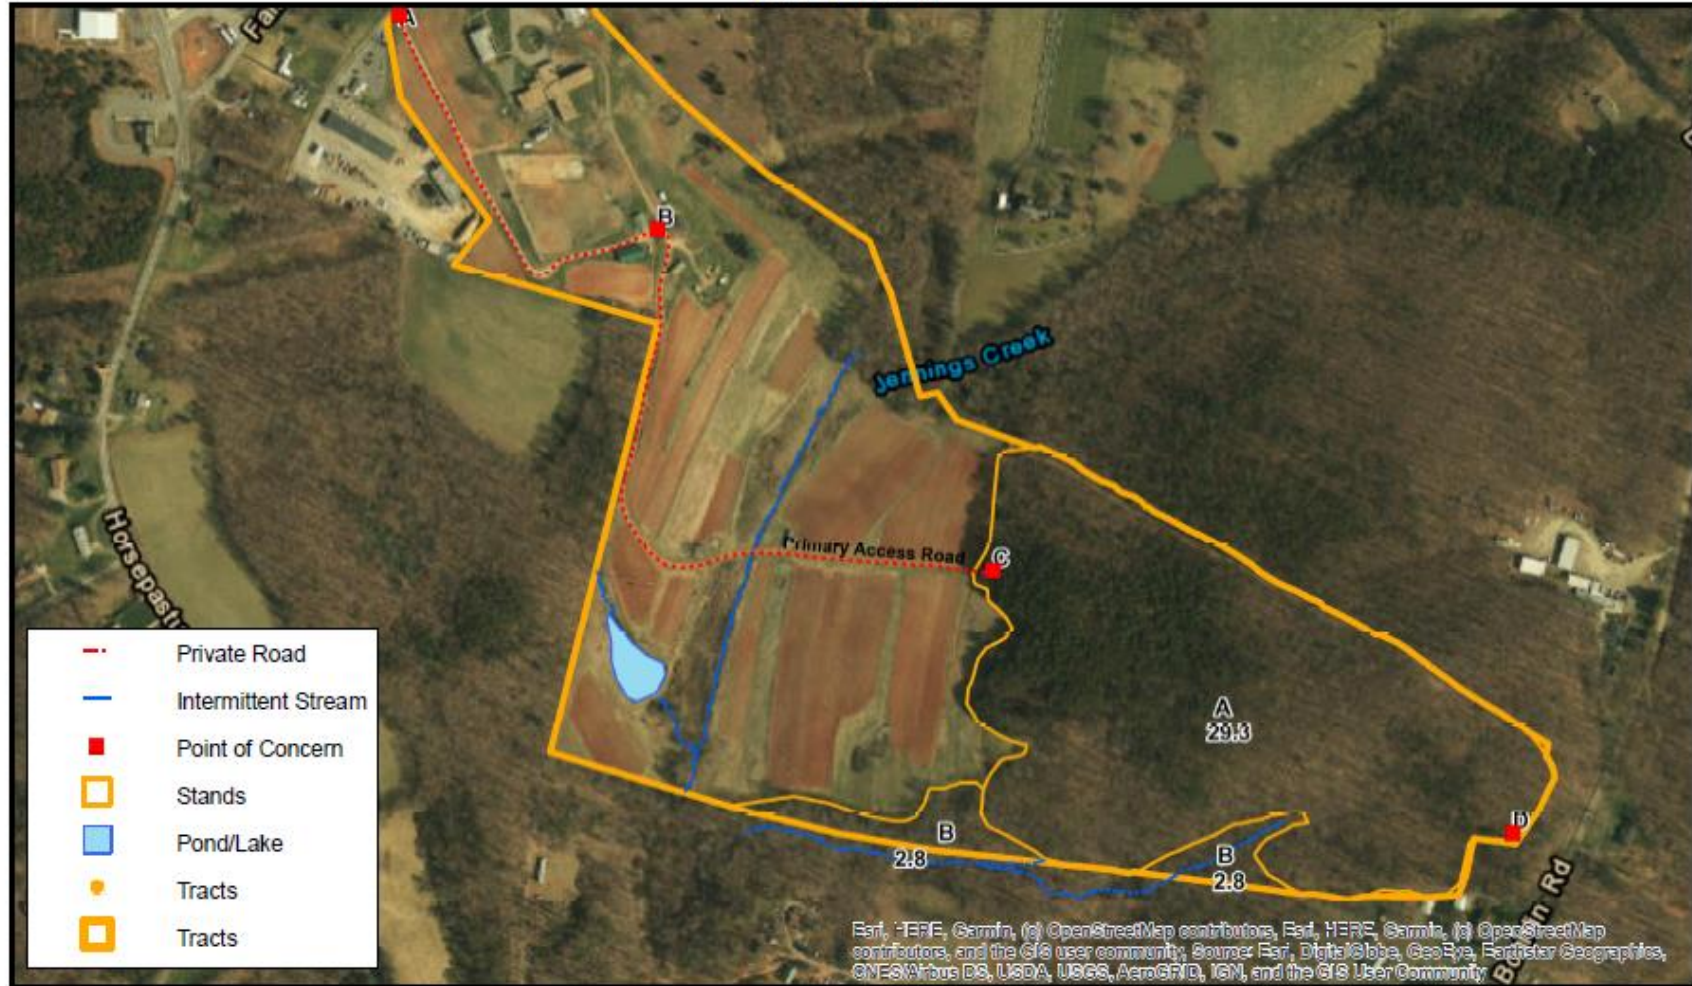 A
B
Jennings Creek
Primary Access Road
C
Horsepastu
A
29.3
D
B
2.8
B
2.8
Private Road
Intermittent Stream
Point of Concern
Stands
Pond/Lake
Tracts
Tracts
Esri, HERE, Garmin, (c) OpenStreetMap contributors, Esri, HERE, Garmin, (c) OpenStreetMap
contributors, and the GIS user community, Source: Esri, DigitalGlobe, GeoEye, Earthstar Geographics,
CNES/Airbus DS, USDA, USGS, AeroGRID, IGN, and the GIS User Community